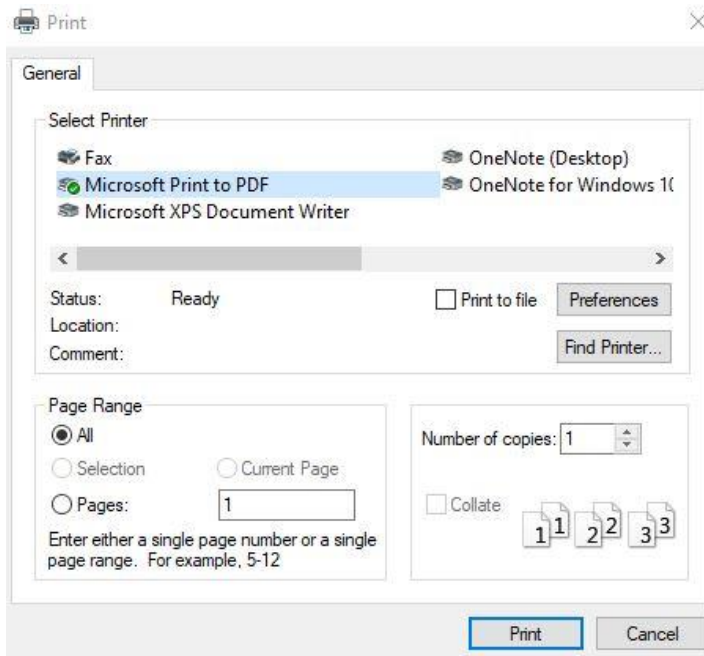 Print
General
Select Printer
Fax
Microsoft Print to PDF
Microsoft XPS Document Writer
OneNote (Desktop)
OneNote for Windows 10
Status: Ready
Location:
Comment:
Print to file
Preferences
Find Printer...
Page Range
All
Selection
Current Page
Pages: 1
Enter either a single page number or a single
page range. For example, 5-12
Number of copies: 1
Collate
1 1 2 2 3 3
Print
Cancel